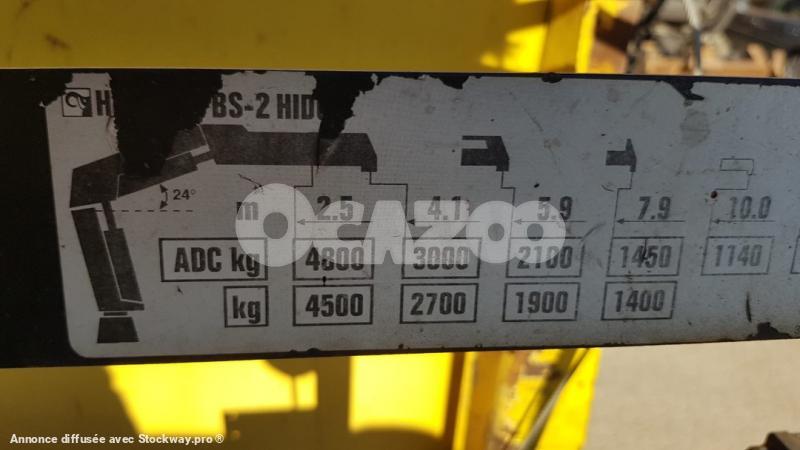 BS-2
24°
m 2.5 4.1 5.9 7.9 10.0
OCAZOO
ADC kg 4800 3000 2100 1450 1140
kg 4500 2700 1900 1400
Annonce diffusée avec Stockway.pro®